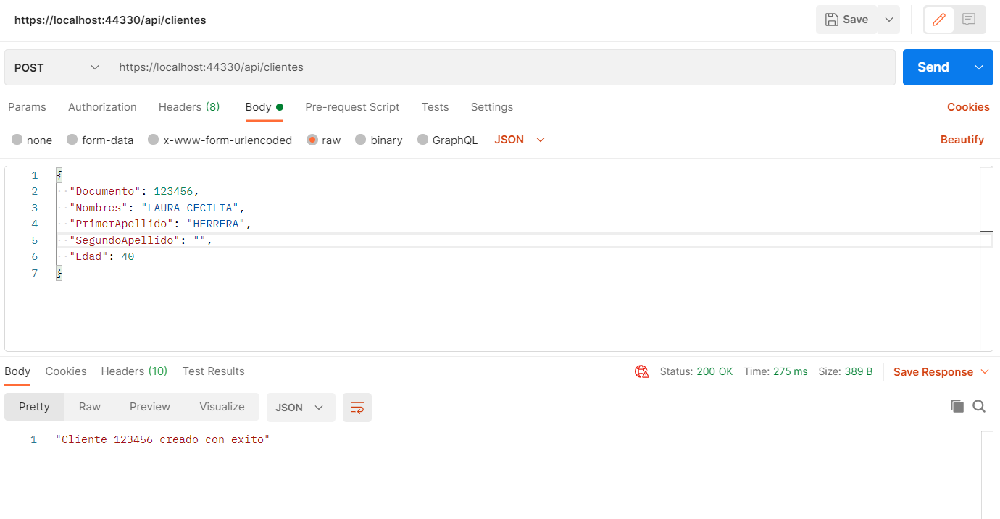 https://localhost:44330/api/clientes
Save
POST https://localhost:44330/api/clientes Send
Params Authorization Headers (8) Body Pre-request Script Tests Settings Cookies
none form-data x-www-form-urlencoded raw binary GraphQL JSON Beautify
1 {
2 "Documento": 123456,
3 "Nombres": "LAURA CECILIA",
4 "PrimerApellido": "HERRERA",
5 "SegundoApellido": "",
6 "Edad": 40
7 }
Body Cookies Headers (10) Test Results Status: 200 OK Time: 275 ms Size: 389 B Save Response
Pretty Raw Preview Visualize JSON
1 "Cliente 123456 creado con exito"